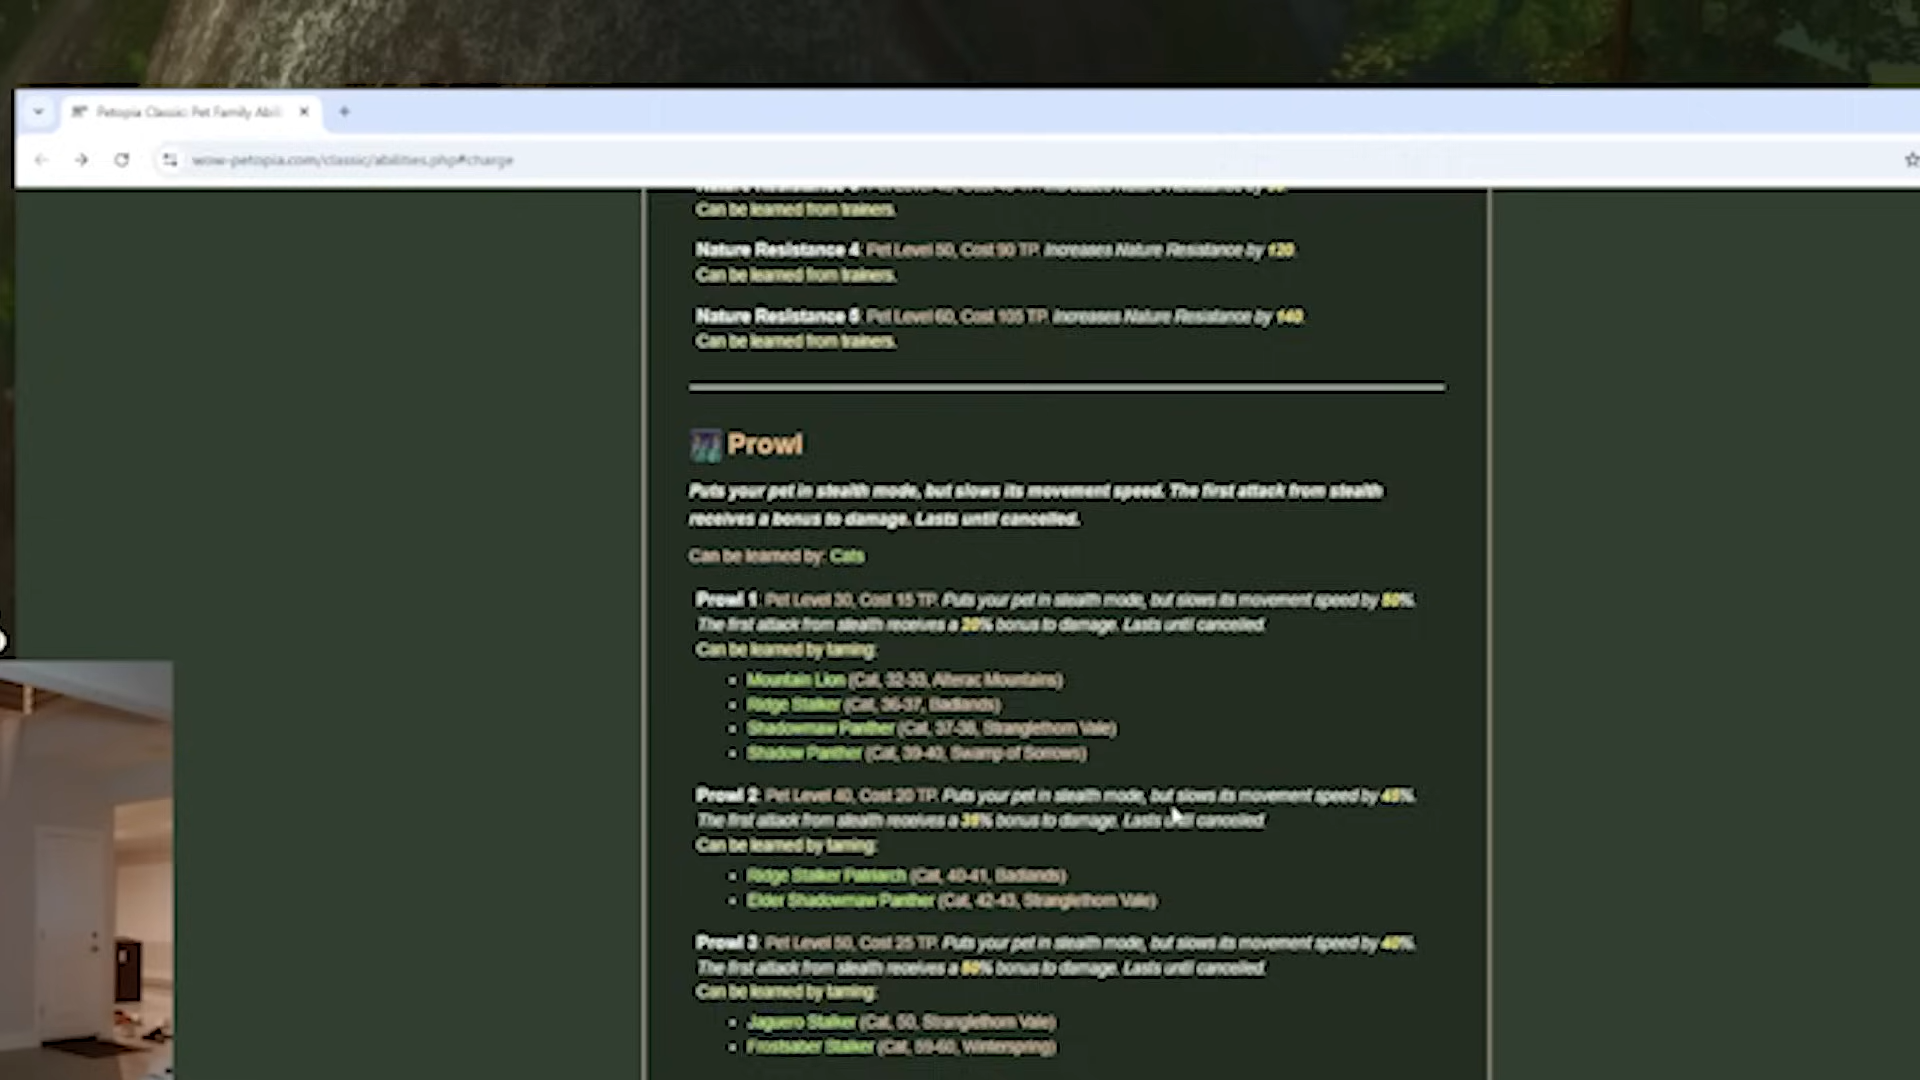 Petopia Classic: Pet Family Abil
wow-petopia.com/classic/abilities.php#charge
Can be learned from trainers.
Nature Resistance 4: Pet Level 50, Cost 90 TP. Increases Nature Resistance by 120.
Can be learned from trainers.
Nature Resistance 5: Pet Level 60, Cost 105 TP. Increases Nature Resistance by 140.
Can be learned from trainers.
Prowl
Puts your pet in stealth mode, but slows its movement speed. The first attack from stealth
receives a bonus to damage. Lasts until cancelled.
Can be learned by: Cats
Prowl 1: Pet Level 30, Cost 15 TP. Puts your pet in stealth mode, but slows its movement speed by 50%.
The first attack from stealth receives a 20% bonus to damage. Lasts until cancelled.
Can be learned by taming:
• Mountain Lion (Cat, 32-33, Alterac Mountains)
• Ridge Stalker (Cat, 36-37, Badlands)
• Shadowmaw Panther (Cat, 37-38, Stranglethorn Vale)
• Shadow Panther (Cat, 39-40, Swamp of Sorrows)
Prowl 2: Pet Level 40, Cost 20 TP. Puts your pet in stealth mode, but slows its movement speed by 45%.
The first attack from stealth receives a 35% bonus to damage. Lasts until cancelled.
Can be learned by taming:
• Ridge Stalker Patriarch (Cat, 40-41, Badlands)
• Elder Shadowmaw Panther (Cat, 42-43, Stranglethorn Vale)
Prowl 3: Pet Level 50, Cost 25 TP. Puts your pet in stealth mode, but slows its movement speed by 40%.
The first attack from stealth receives a 50% bonus to damage. Lasts until cancelled.
Can be learned by taming:
• Jaguero Stalker (Cat, 50, Stranglethorn Vale)
• Frostsaber Stalker (Cat, 59-60, Winterspring)